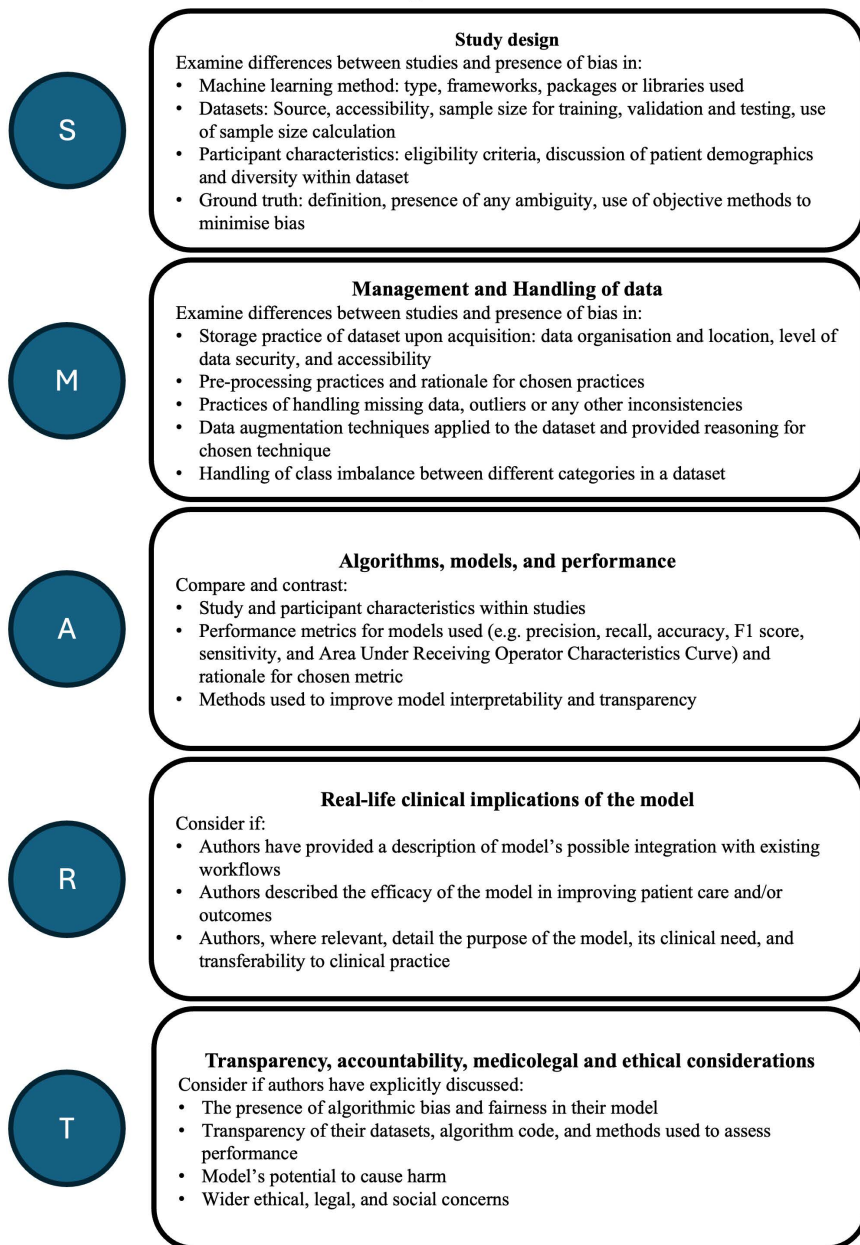 S
Study design
Examine differences between studies and presence of bias in:
• Machine learning method: type, frameworks, packages or libraries used
• Datasets: Source, accessibility, sample size for training, validation and testing, use
of sample size calculation
• Participant characteristics: eligibility criteria, discussion of patient demographics
and diversity within dataset
• Ground truth: definition, presence of any ambiguity, use of objective methods to
minimise bias
M
Management and Handling of data
Examine differences between studies and presence of bias in:
• Storage practice of dataset upon acquisition: data organisation and location, level of
data security, and accessibility
• Pre-processing practices and rationale for chosen practices
• Practices of handling missing data, outliers or any other inconsistencies
• Data augmentation techniques applied to the dataset and provided reasoning for
chosen technique
• Handling of class imbalance between different categories in a dataset
A
Algorithms, models, and performance
Compare and contrast:
• Study and participant characteristics within studies
• Performance metrics for models used (e.g. precision, recall, accuracy, F1 score,
sensitivity, and Area Under Receiving Operator Characteristics Curve) and
rationale for chosen metric
• Methods used to improve model interpretability and transparency
R
Real-life clinical implications of the model
Consider if:
• Authors have provided a description of model's possible integration with existing
workflows
• Authors described the efficacy of the model in improving patient care and/or
outcomes
• Authors, where relevant, detail the purpose of the model, its clinical need, and
transferability to clinical practice
T
Transparency, accountability, medicolegal and ethical considerations
Consider if authors have explicitly discussed:
• The presence of algorithmic bias and fairness in their model
• Transparency of their datasets, algorithm code, and methods used to assess
performance
• Model's potential to cause harm
• Wider ethical, legal, and social concerns